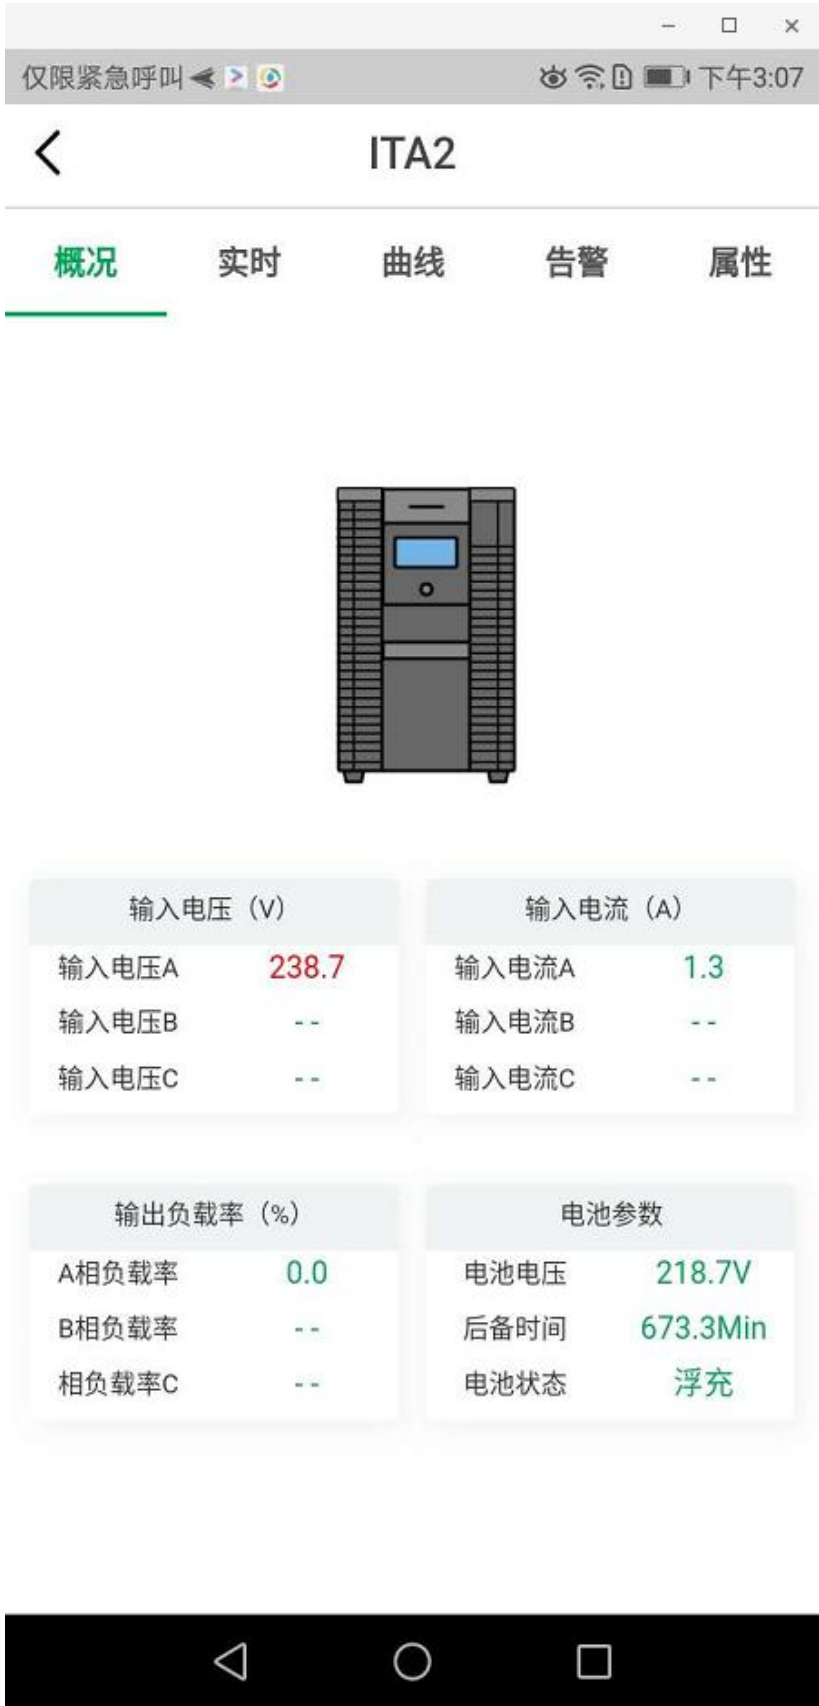 仅限紧急呼叫 下午3:07
ITA2
概况 实时 曲线 告警 属性
输入电压（V）
输入电压A 238.7
输入电压B --
输入电压C --
输入电流（A）
输入电流A 1.3
输入电流B --
输入电流C --
输出负载率（%）
A相负载率 0.0
B相负载率 --
相负载率C --
电池参数
电池电压 218.7V
后备时间 673.3Min
电池状态 浮充